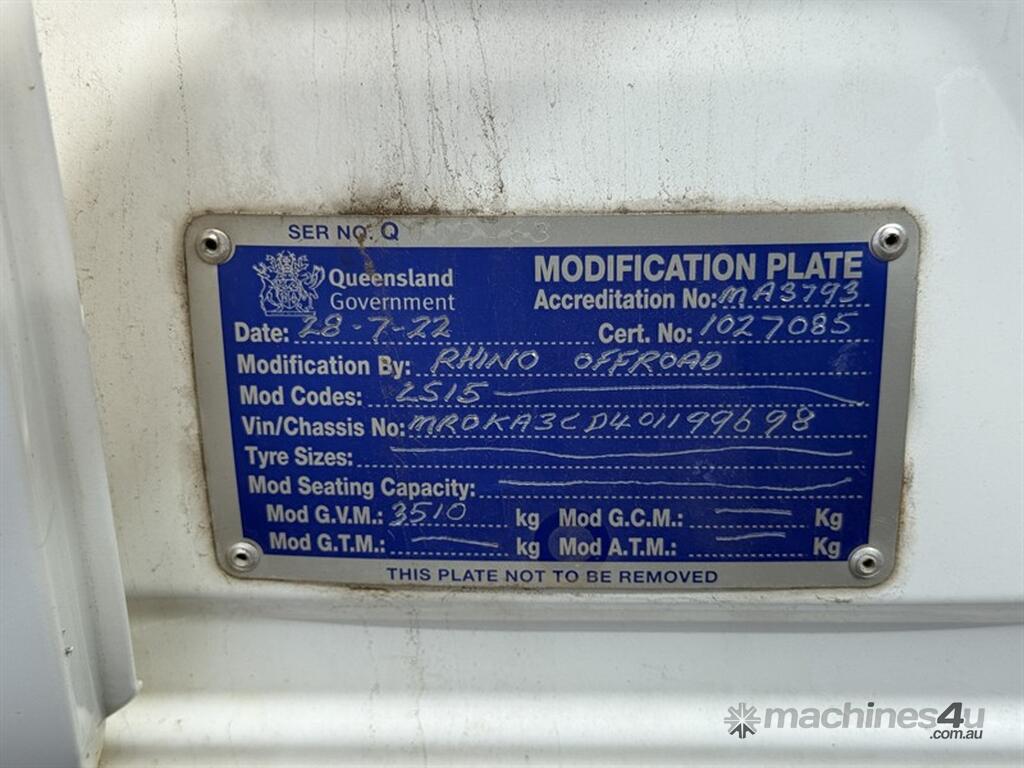 SER NO. Q
Queensland
Government
MODIFICATION PLATE
Accreditation No: MA3793
Date: 28-7-22 Cert. No: 1027085
Modification By: RHINO OFFROAD
Mod Codes: LS15
Vin/Chassis No: MR0KA3CD401199698
Tyre Sizes:
Mod Seating Capacity:
Mod G.V.M.: 3510 kg Mod G.C.M.: — Kg
Mod G.T.M.: — kg Mod A.T.M.: — Kg
THIS PLATE NOT TO BE REMOVED
machines4u
.com.au